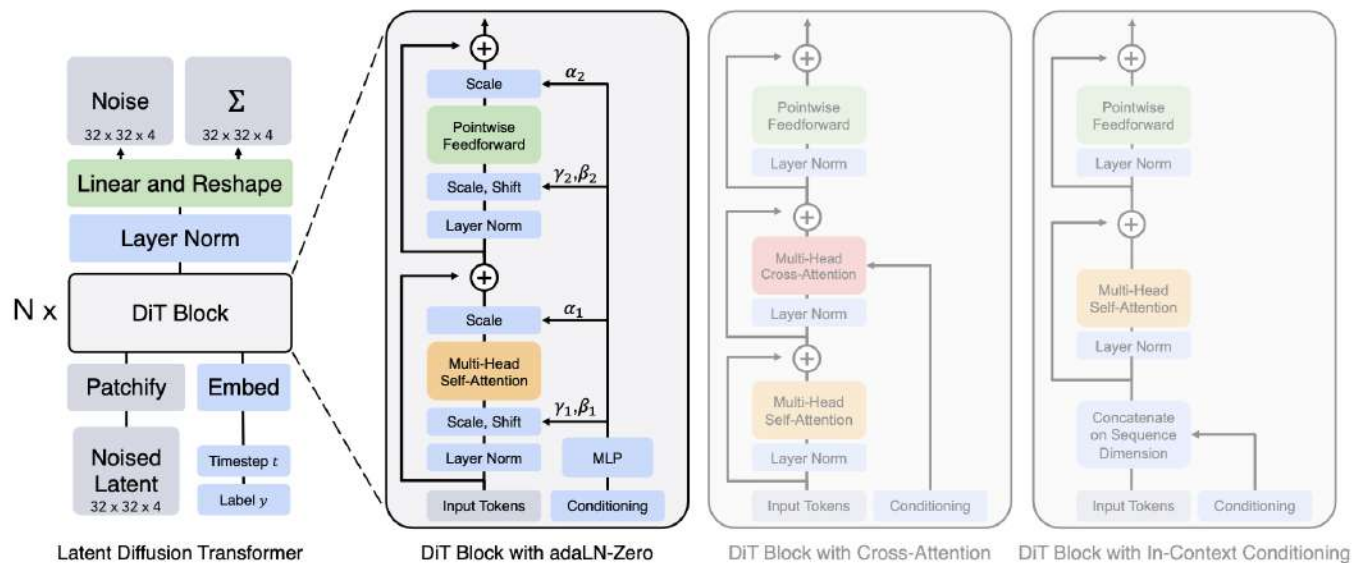 Noise
32 x 32 x 4
Σ
32 x 32 x 4
Linear and Reshape
Layer Norm
N x
DiT Block
Patchify
Embed
Noised
Latent
32 x 32 x 4
Timestep t
Label y
Latent Diffusion Transformer
+
Scale
α₂
Pointwise
Feedforward
Scale, Shift
γ₂,β₂
Layer Norm
+
Scale
α₁
Multi-Head
Self-Attention
Scale, Shift
γ₁,β₁
Layer Norm
MLP
Input Tokens
Conditioning
DiT Block with adaLN-Zero
+
Pointwise
Feedforward
Layer Norm
+
Multi-Head
Cross-Attention
Layer Norm
+
Multi-Head
Self-Attention
Layer Norm
Input Tokens
Conditioning
DiT Block with Cross-Attention
+
Pointwise
Feedforward
Layer Norm
+
Multi-Head
Self-Attention
Layer Norm
Concatenate
on Sequence
Dimension
Input Tokens
Conditioning
DiT Block with In-Context Conditioning